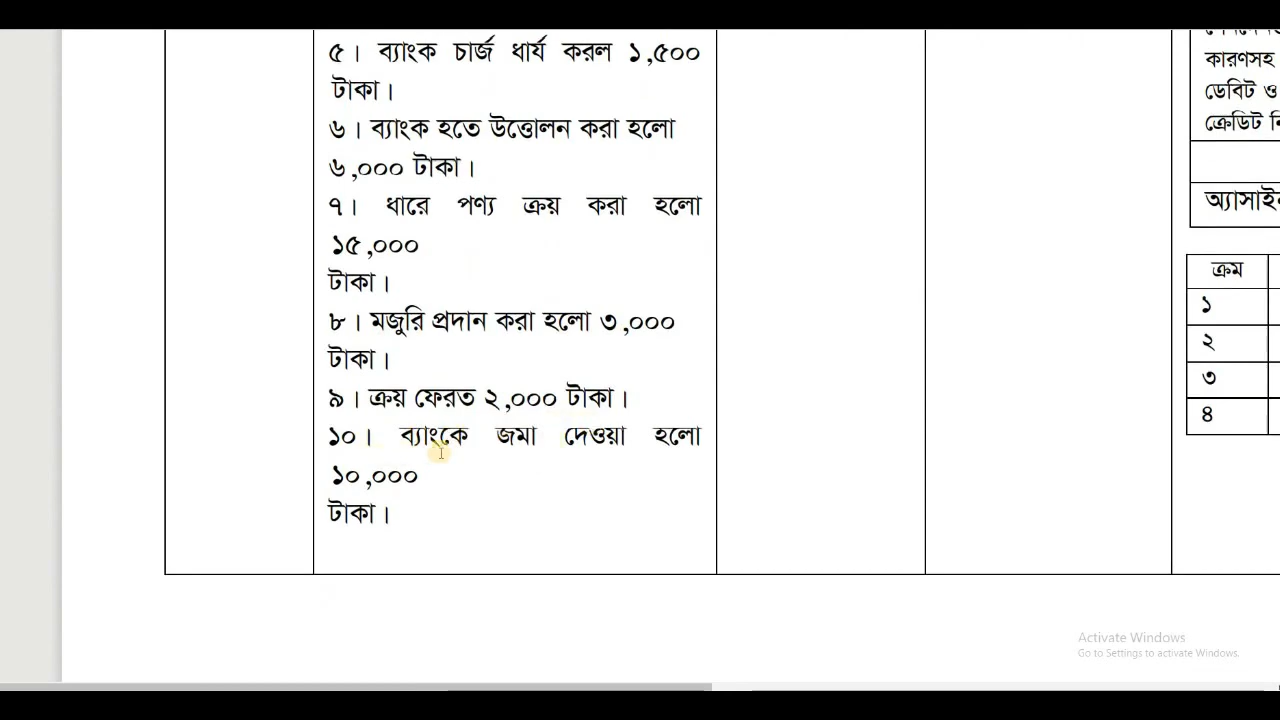 ৫। ব্যাংক চার্জ ধার্য করল ১,৫০০
টাকা।
৬। ব্যাংক হতে উত্তোলন করা হলো
৬,০০০ টাকা।
৭। ধারে পণ্য ক্রয় করা হলো
১৫,০০০
টাকা।
৮। মজুরি প্রদান করা হলো ৩,০০০
টাকা।
৯। ক্রয় ফেরত ২,০০০ টাকা।
১০। ব্যাংকে জমা দেওয়া হলো
১০,০০০
টাকা।
কারণসহ
ডেবিট ও
ক্রেডিট
ক্রম
১
২
৩
৪
Activate Windows
Go to Settings to activate Windows.